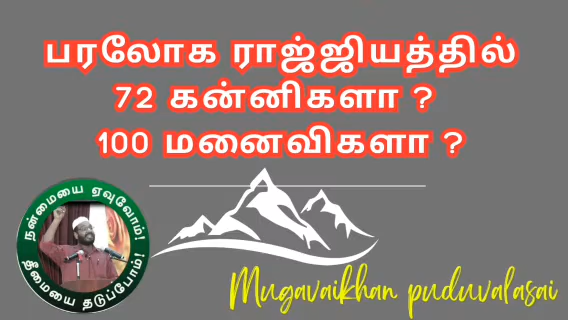 பரலோக ராஜ்ஜியத்தில்
72 கன்னிகளா ?
100 மனைவிகளா ?
நன்மையை ஏவுவோம்!
தீமையை தடுப்போம்!
Mugavaikhan puduvalasai